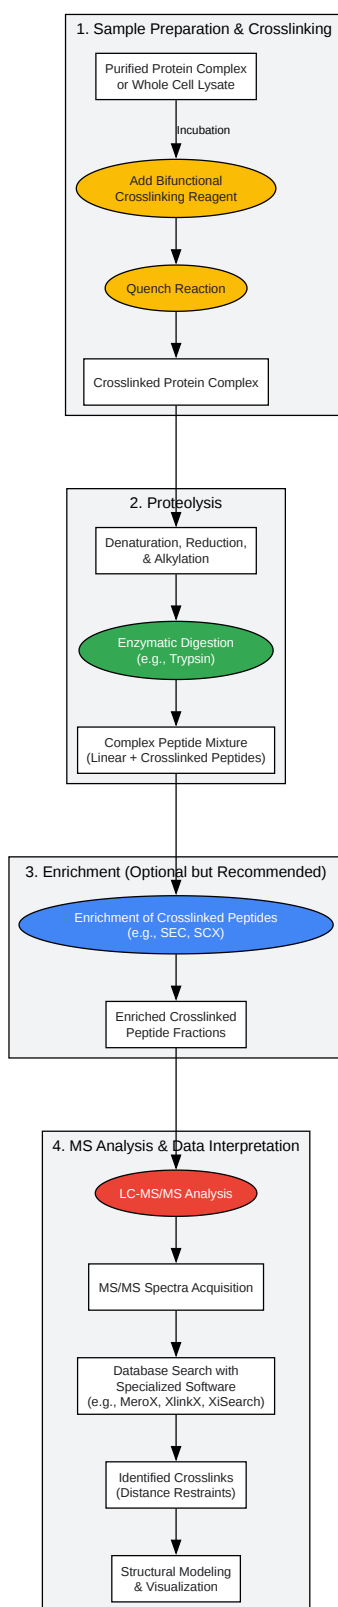 1. Sample Preparation & Crosslinking
Purified Protein Complex
or Whole Cell Lysate
Incubation
Add Bifunctional
Crosslinking Reagent
Quench Reaction
Crosslinked Protein Complex
2. Proteolysis
Denaturation, Reduction,
& Alkylation
Enzymatic Digestion
(e.g., Trypsin)
Complex Peptide Mixture
(Linear + Crosslinked Peptides)
3. Enrichment (Optional but Recommended)
Enrichment of Crosslinked Peptides
(e.g., SEC, SCX)
Enriched Crosslinked
Peptide Fractions
4. MS Analysis & Data Interpretation
LC-MS/MS Analysis
MS/MS Spectra Acquisition
Database Search with
Specialized Software
(e.g., MeroX, XlinkX, XiSearch)
Identified Crosslinks
(Distance Restraints)
Structural Modeling
& Visualization